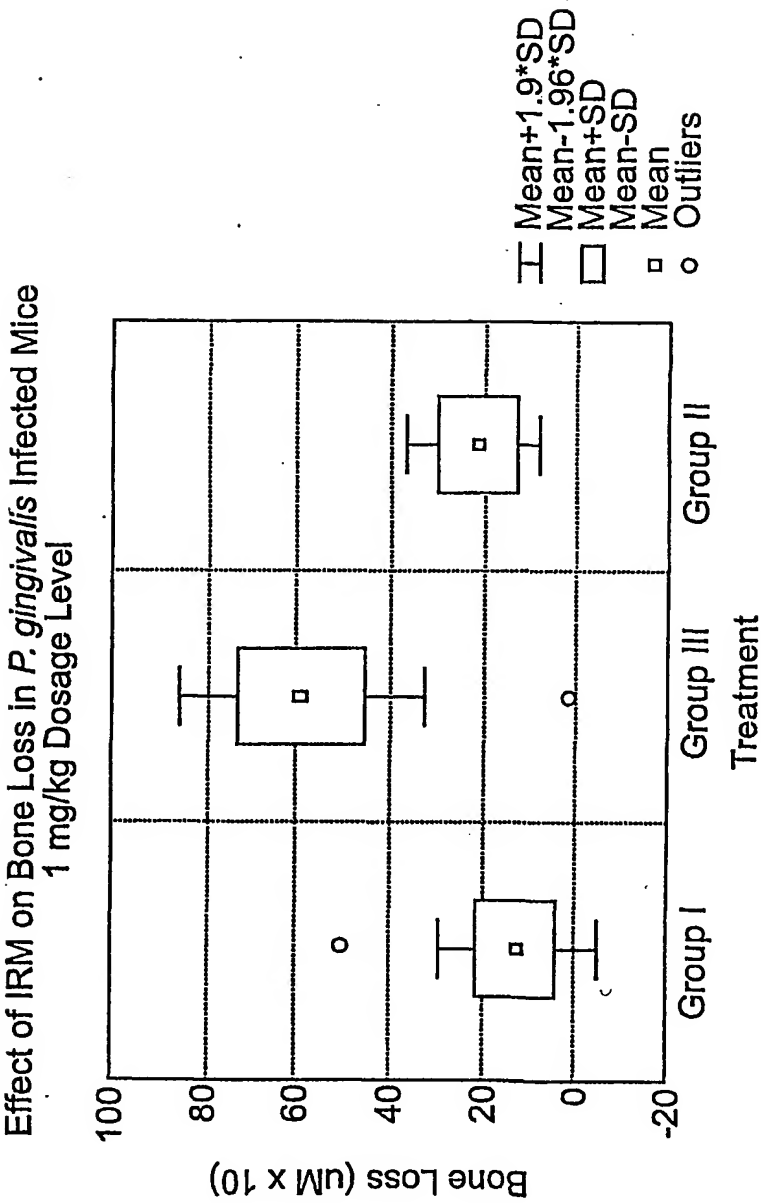 Effect of IRM on Bone Loss in P. gingivalis Infected Mice
1 mg/kg Dosage Level
Bone Loss (uM x 10)
100
80
60
40
20
0
-20
Group I
Group III
Group II
Treatment
Mean+1.9*SD
Mean-1.96*SD
Mean+SD
Mean-SD
Mean
Outliers